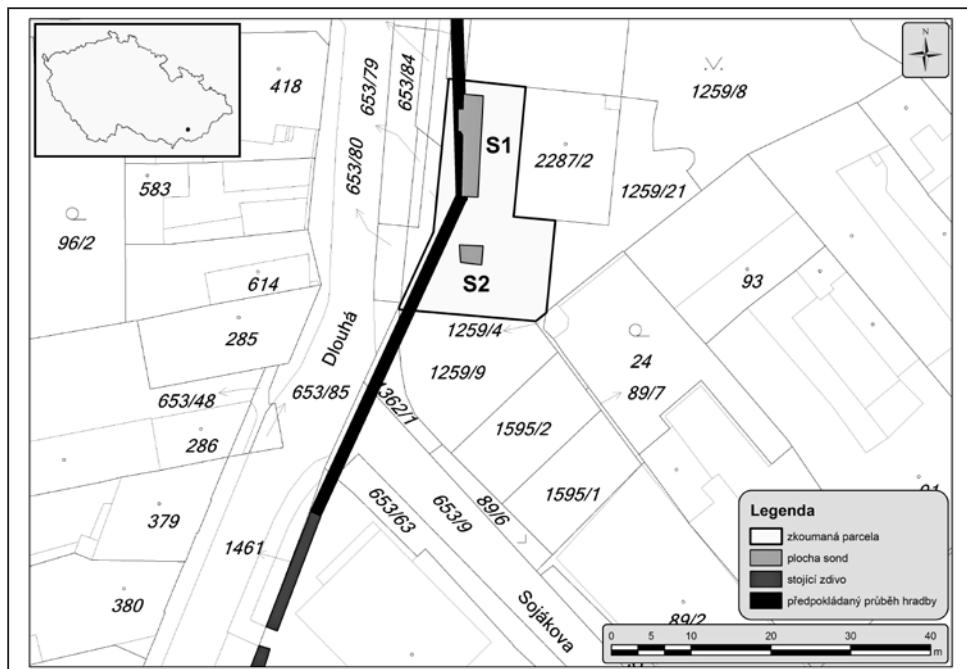 N
418
653/79
653/84
1259/8
S1
583
653/80
2287/2
1259/21
96/2
614
S2
93
285
Dlouhá
1259/4
24
653/48
653/85
1259/9
89/7
1362/1
286
1595/2
379
653/63
653/9
89/6
1595/1
1461
380
Sojákova
89/2
Legenda
zkoumaná parcela
plocha sond
stojící zdivo
předpokládaný průběh hradby
0 5 10 20 30 40
m